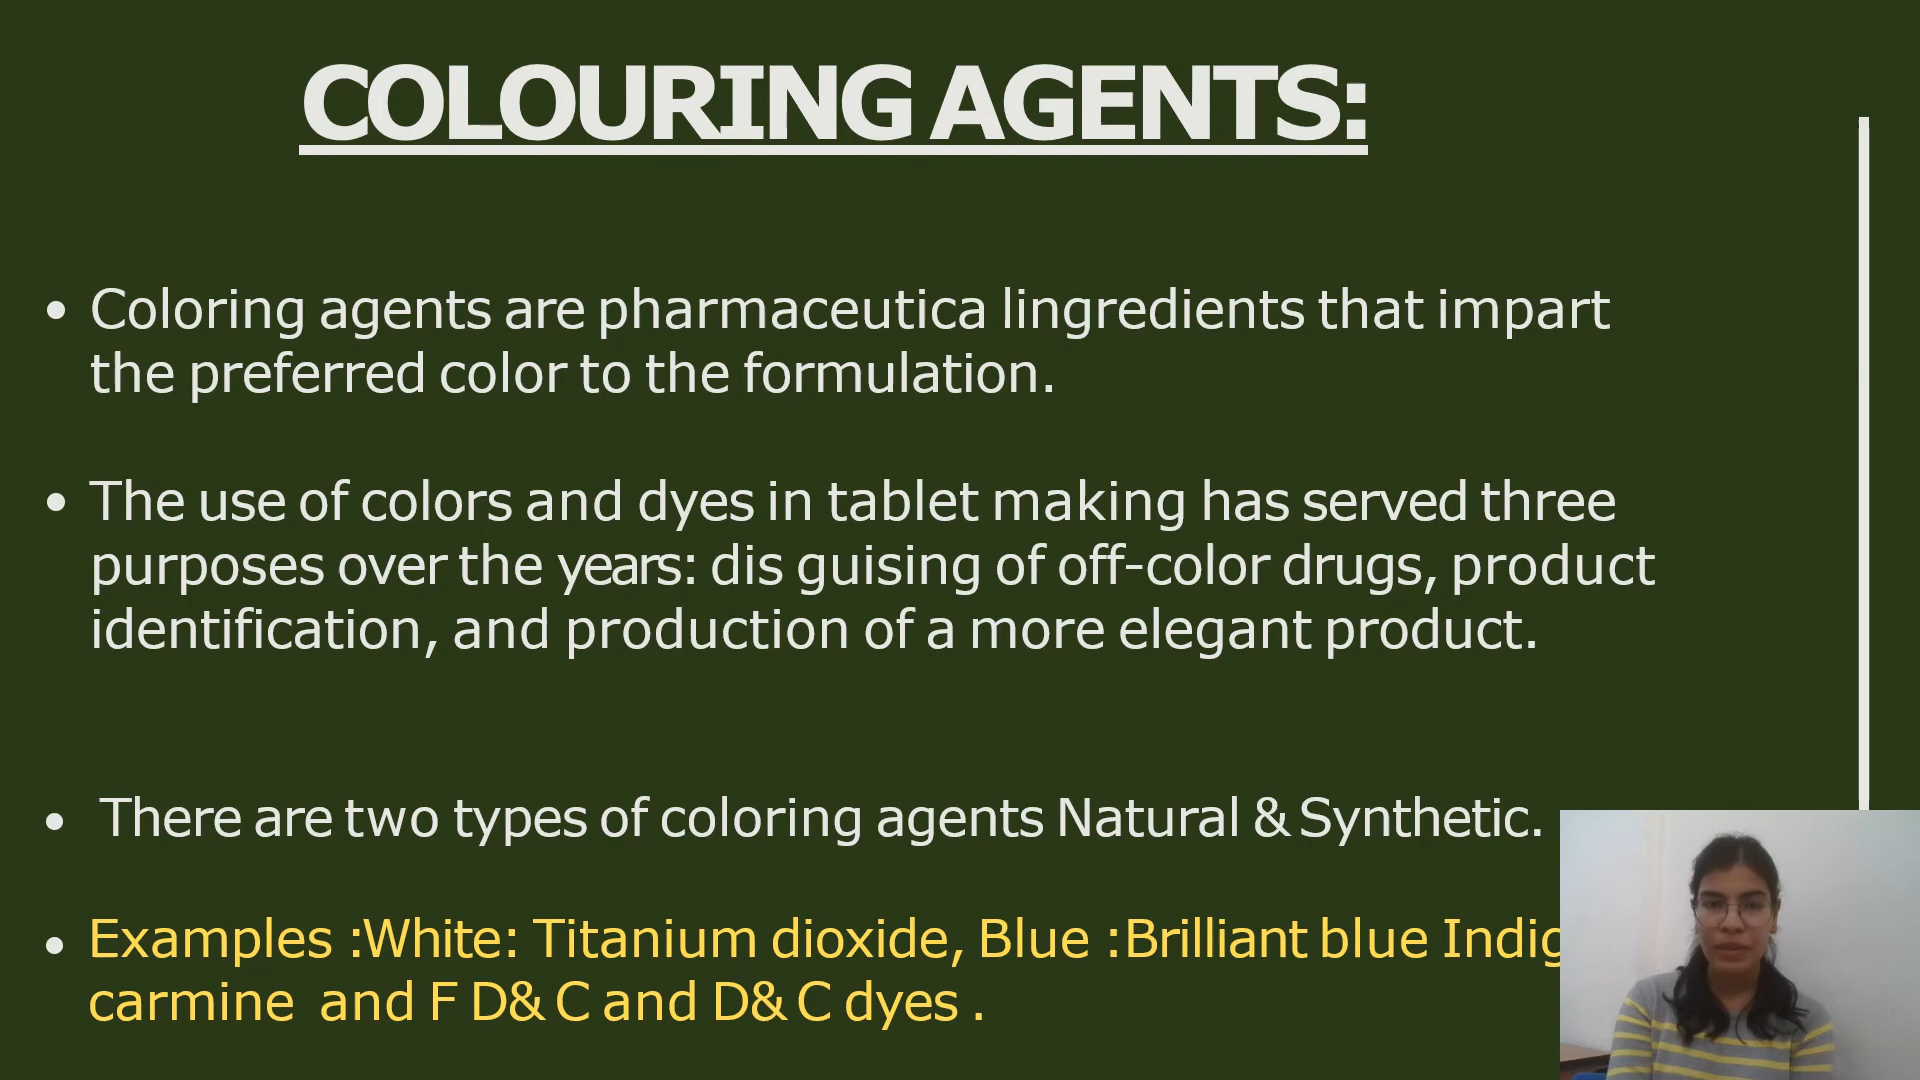 COLOURING AGENTS:
• Coloring agents are pharmaceutica lingredients that impart
the preferred color to the formulation.
• The use of colors and dyes in tablet making has served three
purposes over the years: dis guising of off-color drugs, product
identification, and production of a more elegant product.
• There are two types of coloring agents Natural & Synthetic.
• Examples :White: Titanium dioxide, Blue :Brilliant blue
carmine and F D& C and D& C dyes .